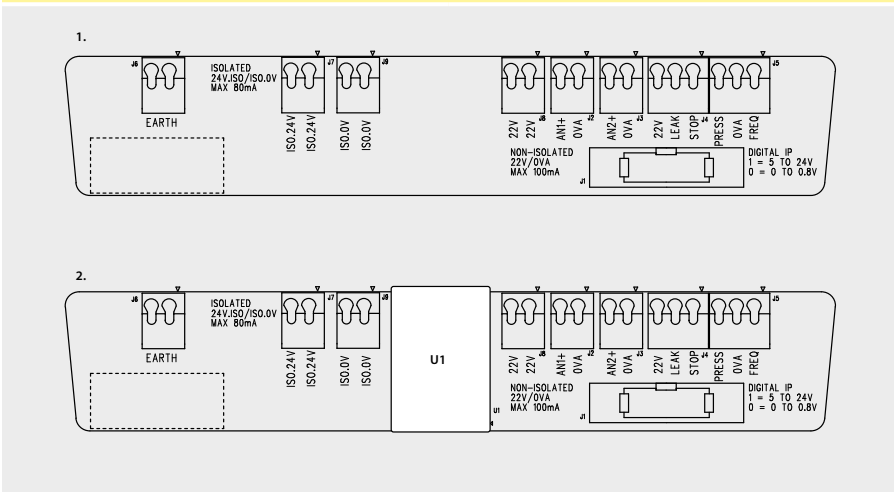 1.
J6
ISOLATED
24V.ISO/ISO.0V
MAX 80mA
J7
J9
EARTH
ISO.24V
ISO.24V
ISO.0V
ISO.0V
22V
22V
J8
AN1+
0VA
J2
AN2+
0VA
J3
22V
LEAK
STOP
J4
PRESS
0VA
FREQ
J5
NON-ISOLATED
22V/0VA
MAX 100mA
J1
DIGITAL IP
1 = 5 TO 24V
0 = 0 TO 0.8V
2.
J6
ISOLATED
24V.ISO/ISO.0V
MAX 80mA
J7
J9
EARTH
ISO.24V
ISO.24V
ISO.0V
ISO.0V
U1
U1
22V
22V
J8
AN1+
0VA
J2
AN2+
0VA
J3
22V
LEAK
STOP
J4
PRESS
0VA
FREQ
J5
NON-ISOLATED
22V/0VA
MAX 100mA
J1
DIGITAL IP
1 = 5 TO 24V
0 = 0 TO 0.8V